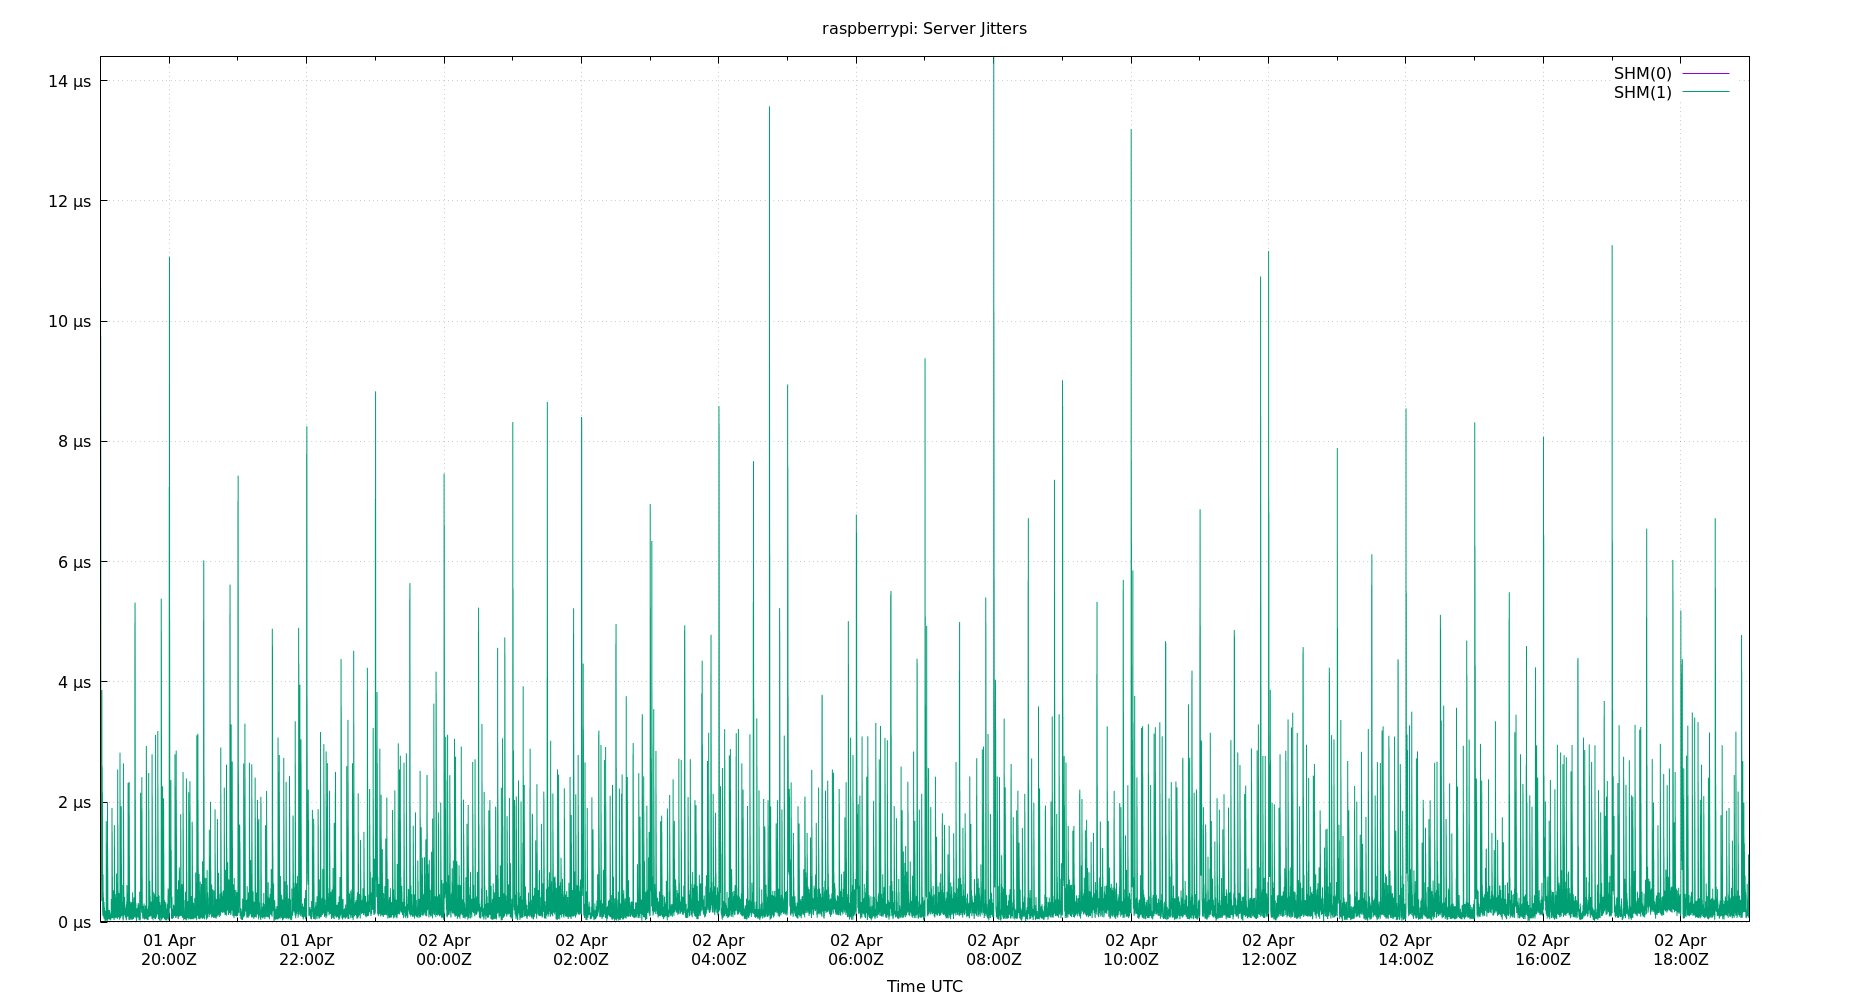 raspberrypi: Server Jitters
SHM(0)
SHM(1)
14 µs
12 µs
10 µs
8 µs
6 µs
4 µs
2 µs
0 µs
01 Apr 01 Apr 02 Apr 02 Apr 02 Apr 02 Apr 02 Apr 02 Apr 02 Apr 02 Apr 02 Apr 02 Apr
20:00Z 22:00Z 00:00Z 02:00Z 04:00Z 06:00Z 08:00Z 10:00Z 12:00Z 14:00Z 16:00Z 18:00Z
Time UTC